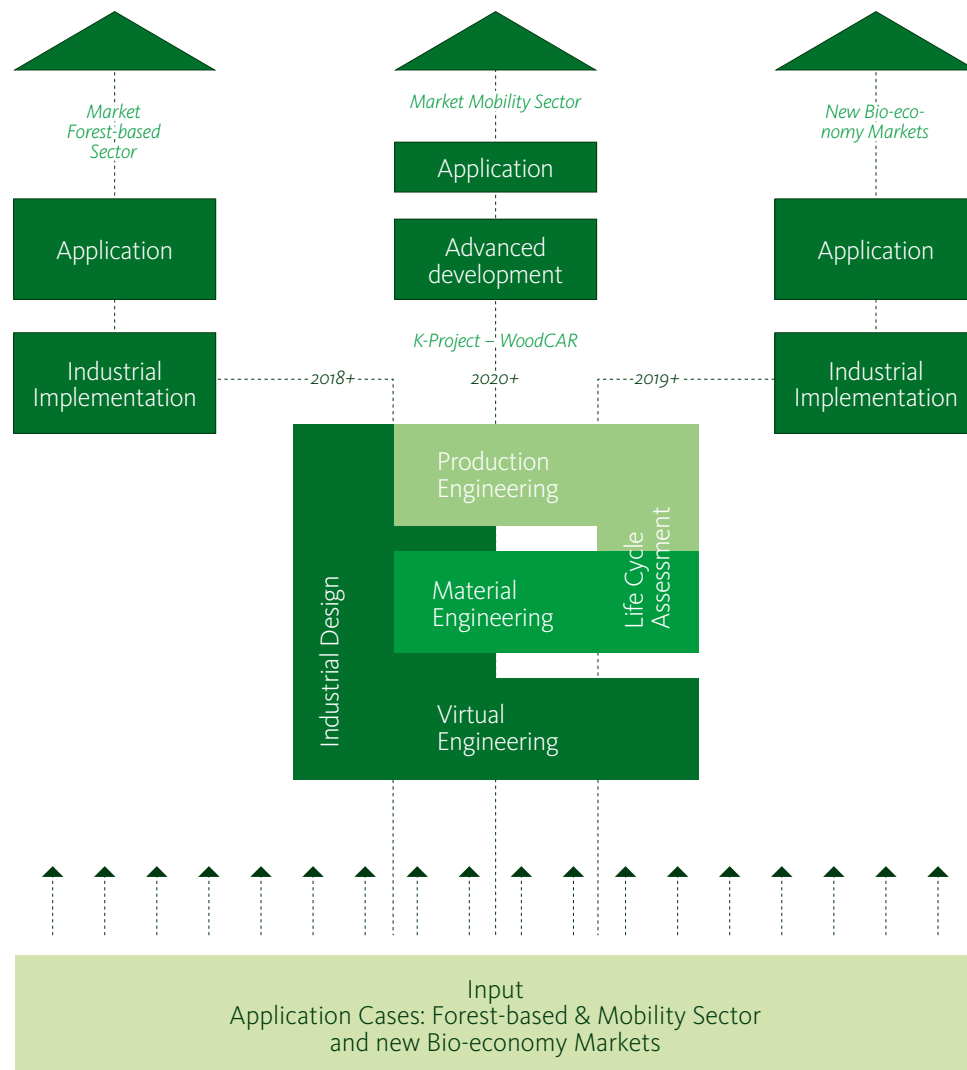 Market
Forest-based
Sector
Market Mobility Sector
New Bio-eco-
nomy Markets
Application
Application
Advanced
development
Application
K-Project – WoodCAR
Industrial
Implementation
2018+
2020+
2019+
Industrial
Implementation
Production
Engineering
Life Cycle
Assessment
Material
Engineering
Industrial Design
Virtual
Engineering
Input
Application Cases: Forest-based & Mobility Sector
and new Bio-economy Markets